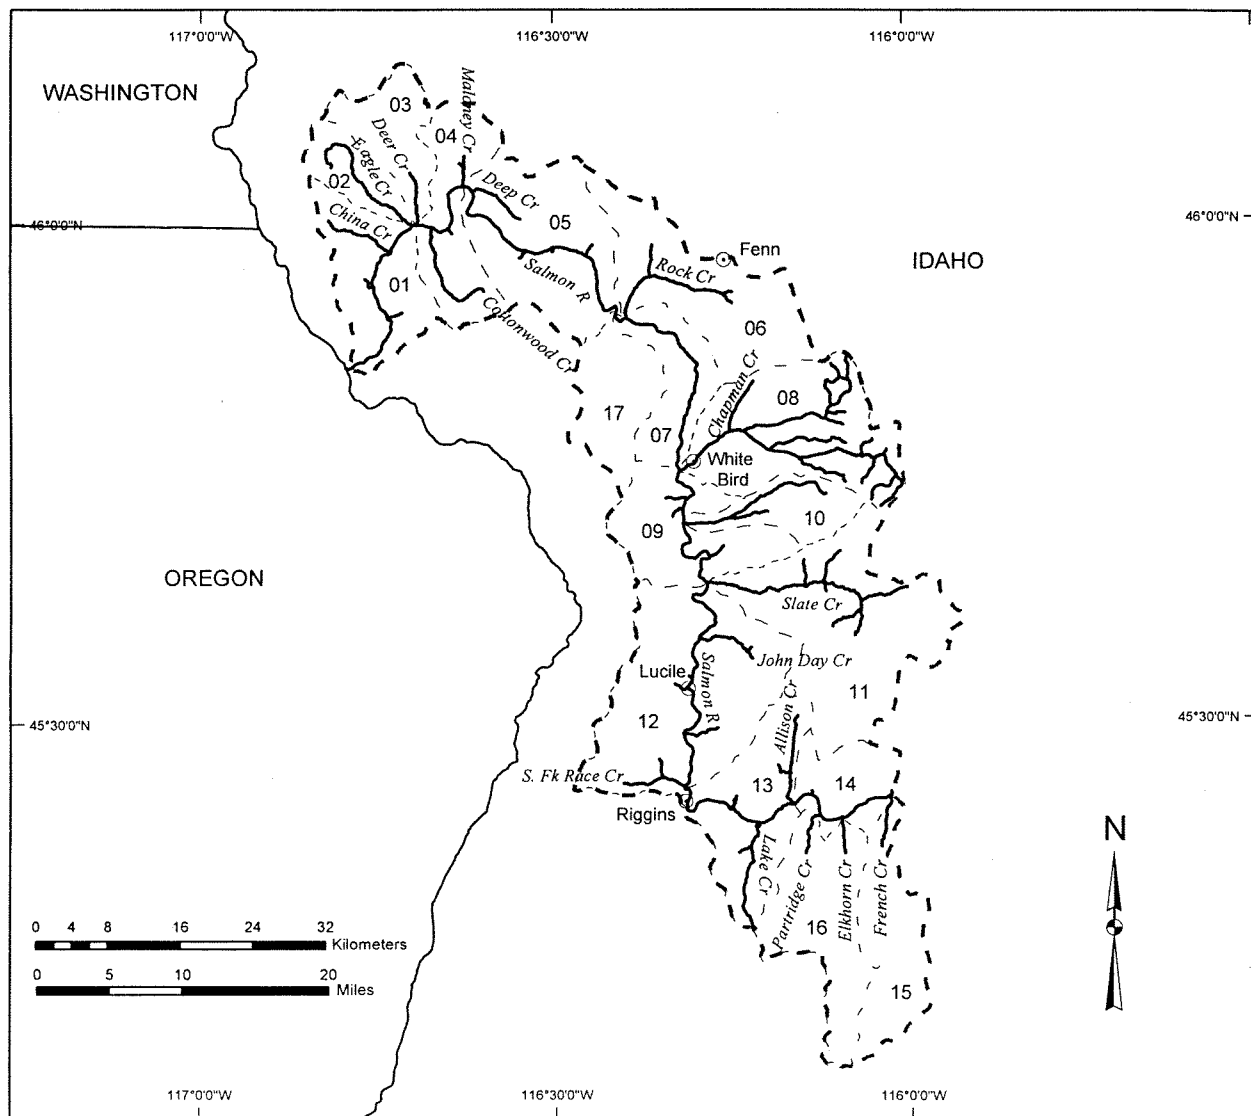 117°0'0"W
116°30'0"W
116°0'0"W
WASHINGTON
03
Maloney Cr
04
Deer Cr
Eagle Cr
02
Deep Cr
China Cr
05
46°0'0"N
46°0'0"N
Fenn
IDAHO
Rock Cr
Salmon R
01
Cottonwood Cr
06
Chapman Cr
08
17
07
White
Bird
09
10
OREGON
Slate Cr
John Day Cr
Lucile
Salmon R
11
Allison Cr
12
45°30'0"N
45°30'0"N
S. Fk Race Cr
13
14
Riggins
N
Lake Cr
Partridge Cr
Elkhorn Cr
French Cr
16
15
0 4 8 16 24 32
Kilometers
0 5 10 20
Miles
117°0'0"W
116°30'0"W
116°0'0"W